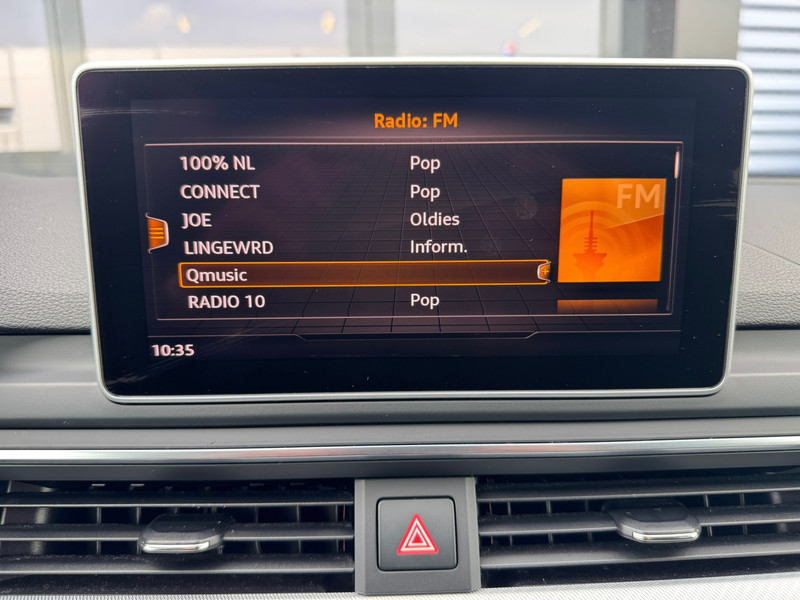 Radio: FM
100% NL Pop
CONNECT Pop
JOE Oldies
LINGEWRD Inform.
Qmusic
RADIO 10 Pop
FM
10:35